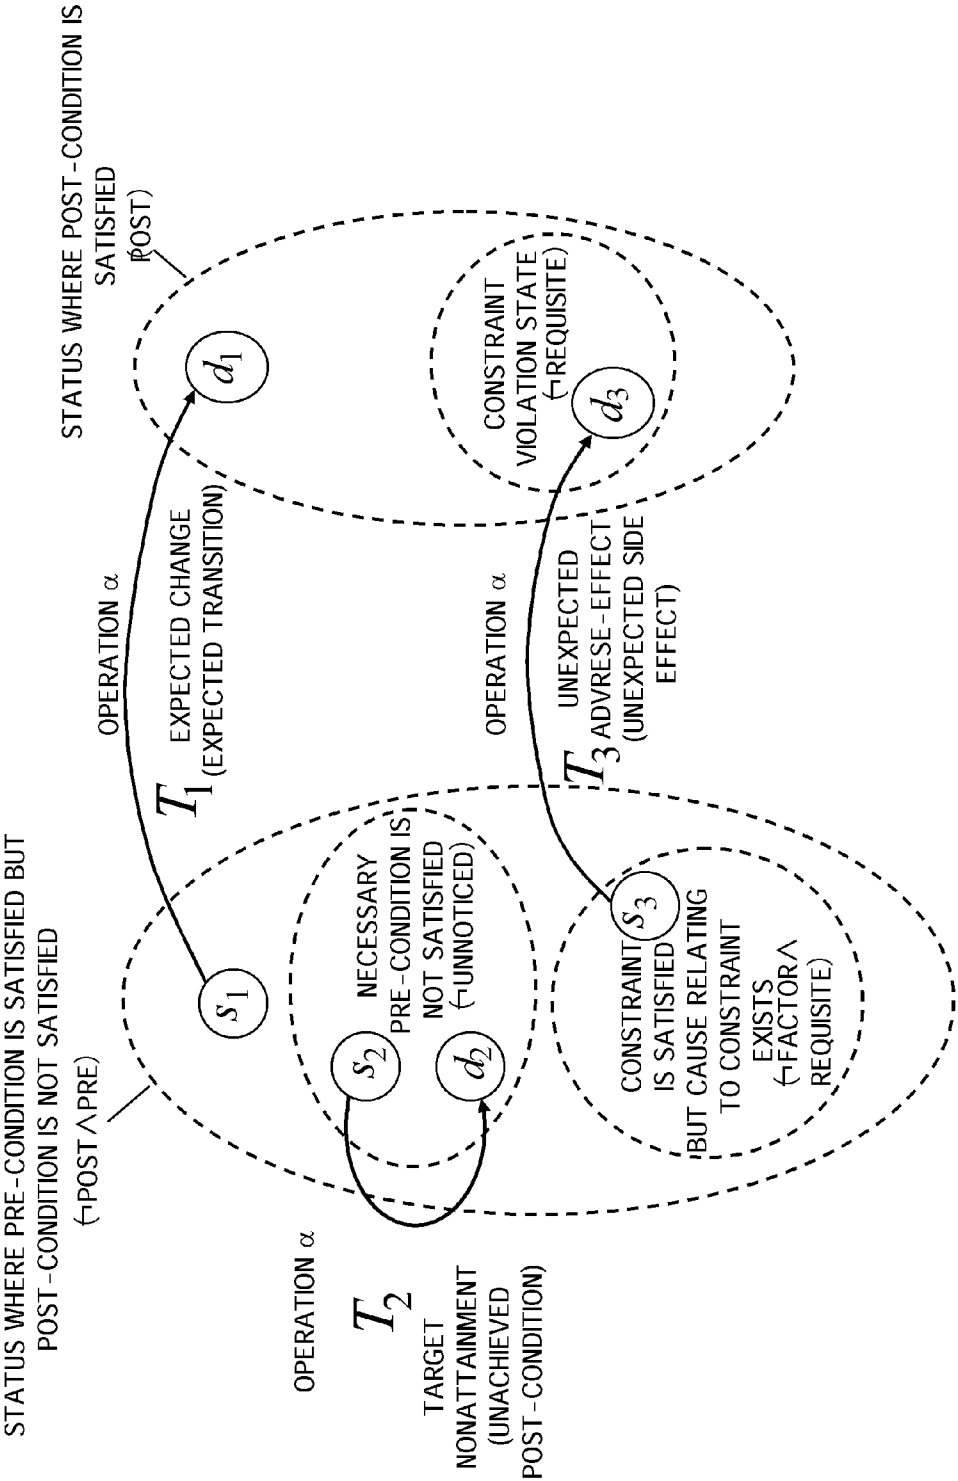 STATUS WHERE PRE-CONDITION IS SATISFIED BUT
POST-CONDITION IS NOT SATISFIED
(¬POST∧PRE)
STATUS WHERE POST-CONDITION IS
SATISFIED
(POST)
OPERATION α
EXPECTED CHANGE
T1 (EXPECTED TRANSITION)
s1
d1
OPERATION α
T2
TARGET
NONATTAINMENT
(UNACHIEVED
POST-CONDITION)
s2
d2
NECESSARY
PRE-CONDITION IS
NOT SATISFIED
(¬UNNOTICED)
OPERATION α
UNEXPECTED
T3 ADVRESE-EFFECT
(UNEXPECTED SIDE
EFFECT)
CONSTRAINT
VIOLATION STATE
(¬REQUISITE)
d3
s3
CONSTRAINT
IS SATISFIED
BUT CAUSE RELATING
TO CONSTRAINT
EXISTS
(¬FACTOR∧
REQUISITE)